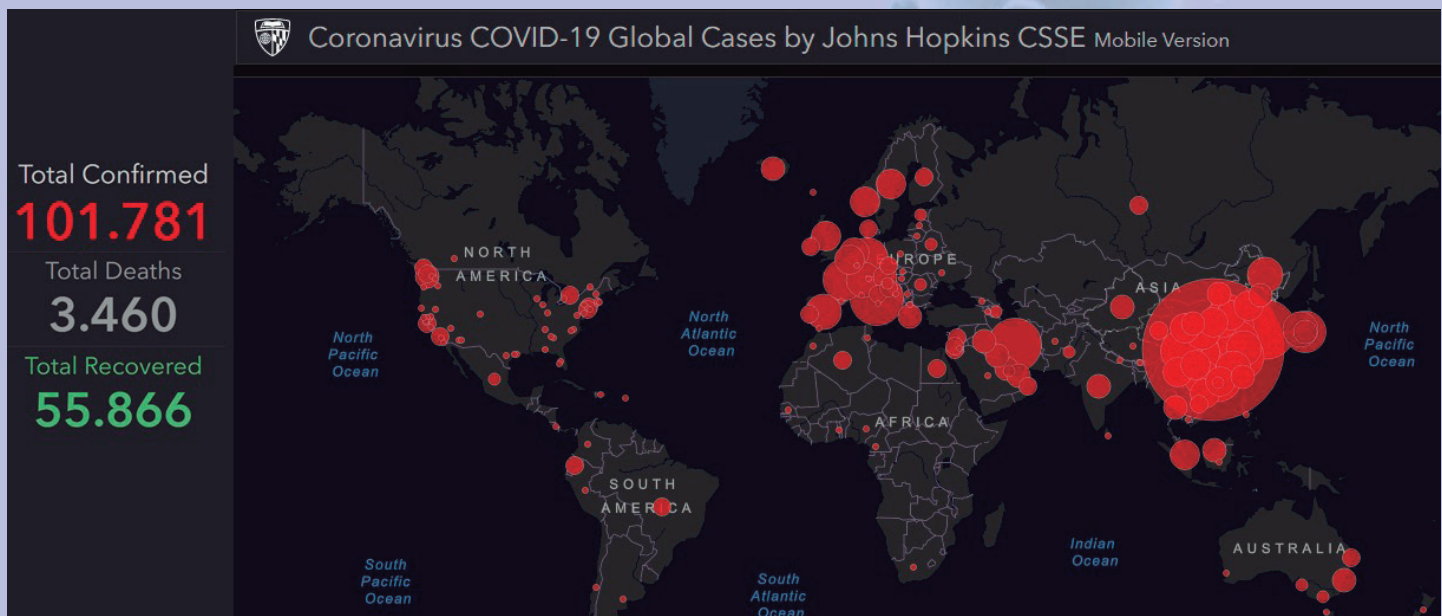 Coronavirus COVID-19 Global Cases by Johns Hopkins CSSE Mobile Version
Total Confirmed
101.781
Total Deaths
3.460
Total Recovered
55.866
NORTH
AMERICA
EUROPE
ASIA
North
Pacific
Ocean
North
Atlantic
Ocean
North
Pacific
Ocean
AFRICA
SOUTH
AMERICA
Indian
Ocean
AUSTRALIA
South
Pacific
Ocean
South
Atlantic
Ocean